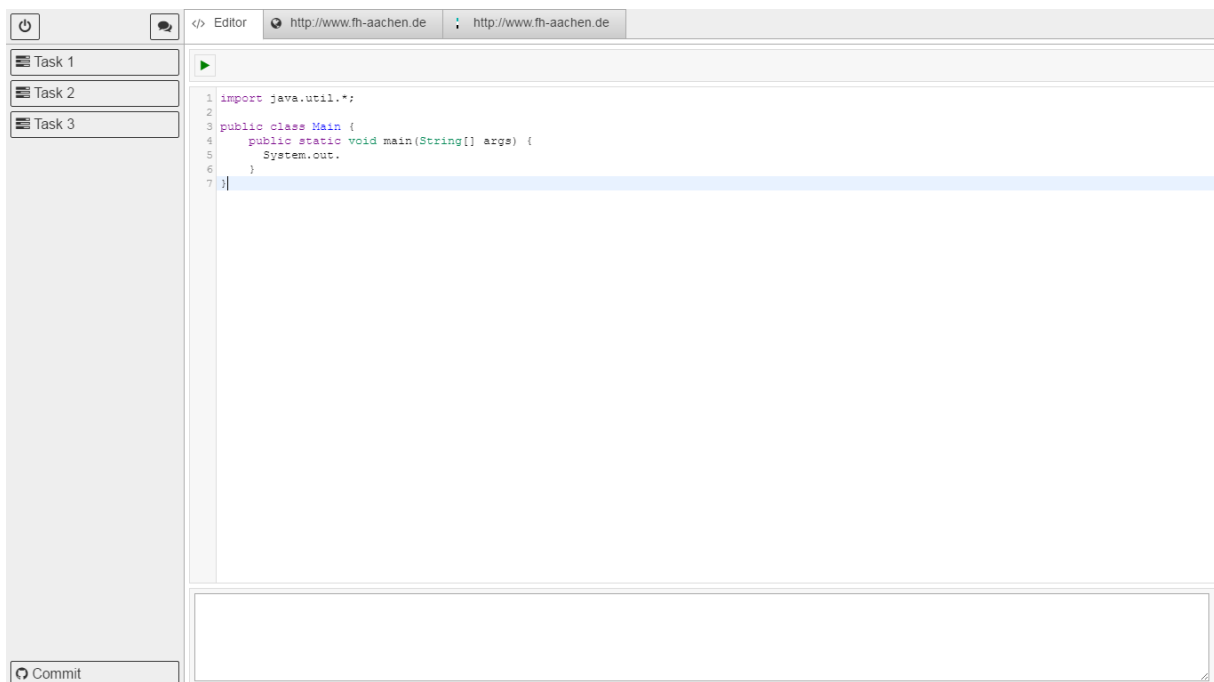 </> Editor
http://www.fh-aachen.de
http://www.fh-aachen.de
Task 1
Task 2
Task 3
1 import java.util.*;
2
3 public class Main {
4     public static void main(String[] args) {
5       System.out.
6     }
7 }
Commit